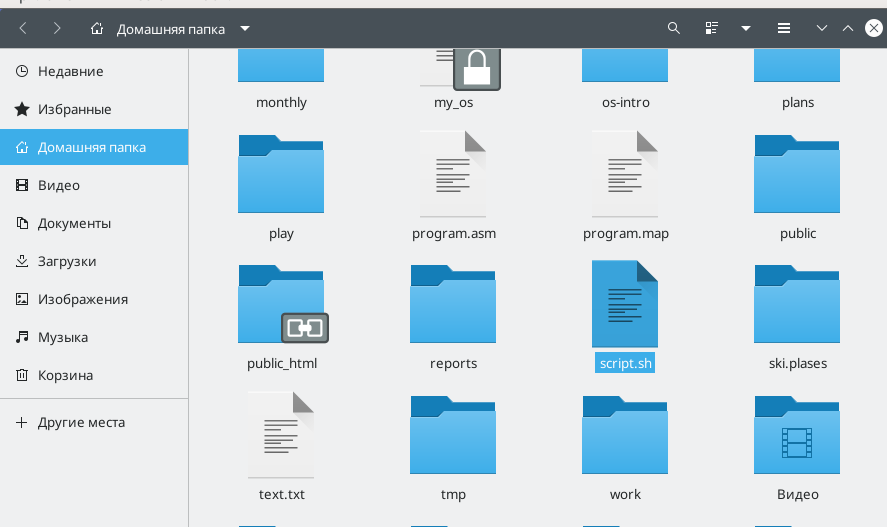 Домашняя папка
Недавние
Избранные
Домашняя папка
Видео
Документы
Загрузки
Изображения
Музыка
Корзина
Другие места
monthly
my_os
os-intro
plans
play
program.asm
program.map
public
public_html
reports
script.sh
ski.plases
text.txt
tmp
work
Видео